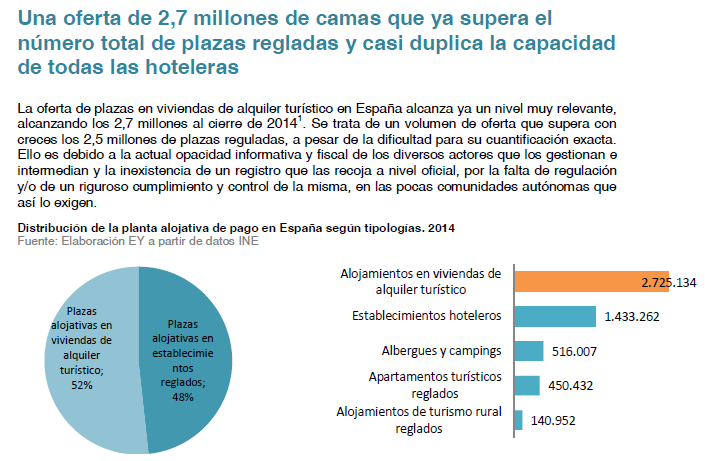 Una oferta de 2,7 millones de camas que ya supera el
número total de plazas regladas y casi duplica la capacidad
de todas las hoteleras
La oferta de plazas en viviendas de alquiler turístico en España alcanza ya un nivel muy relevante,
alcanzando los 2,7 millones al cierre de 2014¹. Se trata de un volumen de oferta que supera con
creces los 2,5 millones de plazas reguladas, a pesar de la dificultad para su cuantificación exacta.
Ello es debido a la actual opacidad informativa y fiscal de los diversos actores que los gestionan e
intermedian y la inexistencia de un registro que las recoja a nivel oficial, por la falta de regulación
y/o de un riguroso cumplimiento y control de la misma, en las pocas comunidades autónomas que
así lo exigen.
Distribución de la planta alojativa de pago en España según tipologías. 2014
Fuente: Elaboración EY a partir de datos INE
Plazas
alojativas en
viviendas de
alquiler
turístico;
52%
Plazas
alojativas en
establecimie
ntos
reglados;
48%
Alojamientos en viviendas de
alquiler turístico
2.725.134
Establecimientos hoteleros
1.433.262
Albergues y campings
516.007
Apartamentos turísticos
reglados
450.432
Alojamientos de turismo rural
reglados
140.952